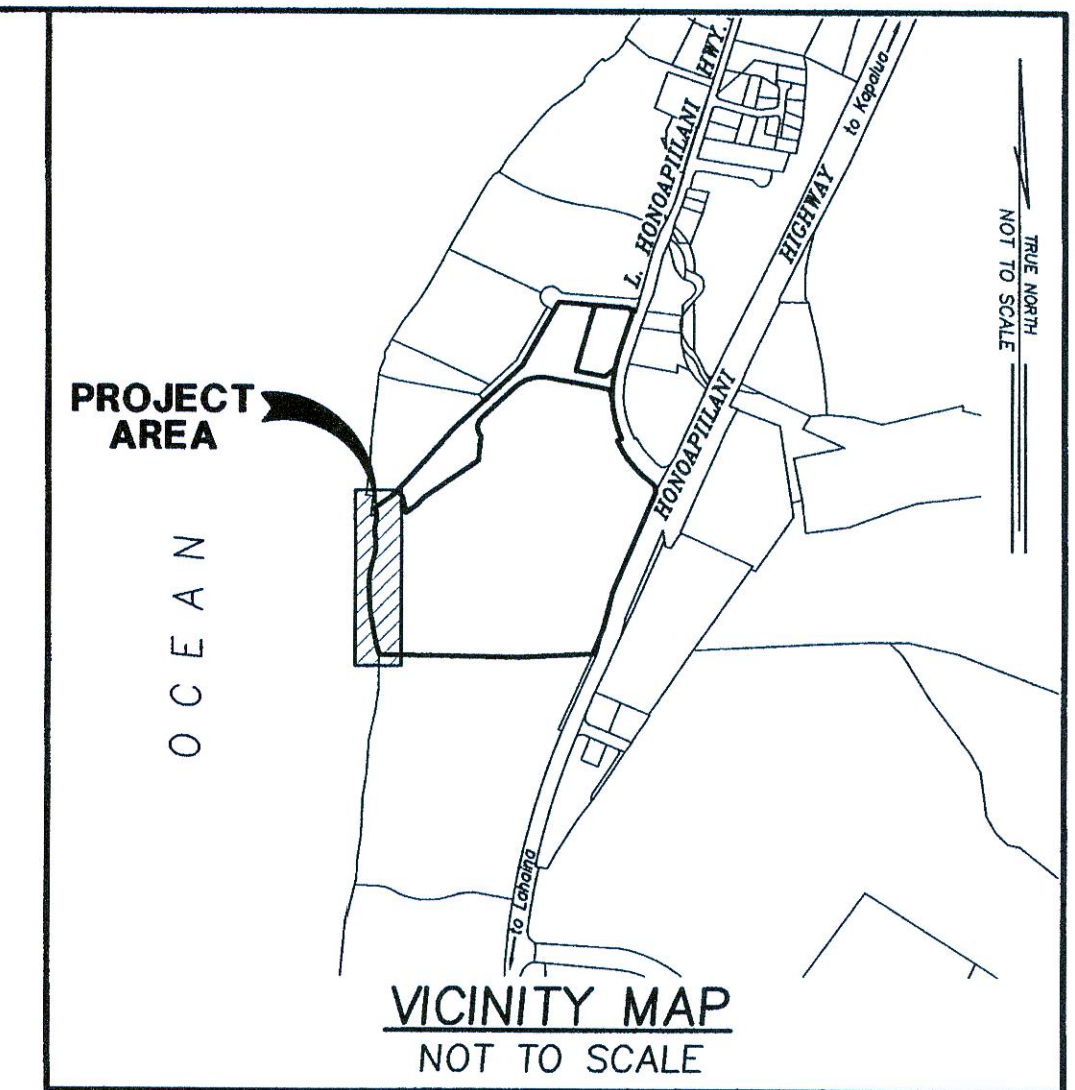 L. HONOAPIILANI HWY.
to Kapalua
HONOAPIILANI HIGHWAY
TRUE NORTH
NOT TO SCALE
PROJECT
AREA
OCEAN
to Lahaina
VICINITY MAP
NOT TO SCALE